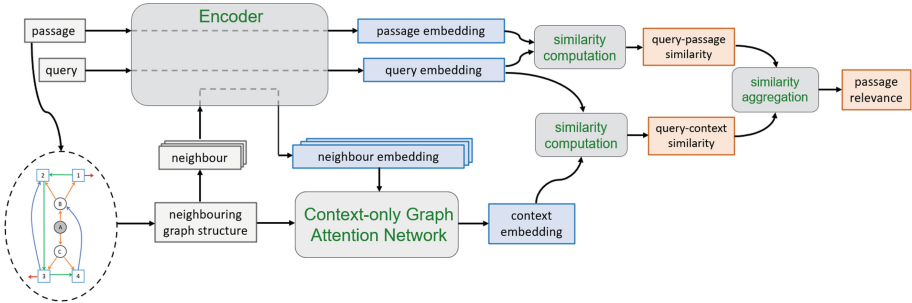 Encoder
passage
passage embedding
similarity
computation
query-passage
similarity
query
query embedding
similarity
aggregation
passage
relevance
similarity
computation
query-context
similarity
neighbour
neighbour embedding
2
1
B
A
C
3
4
neighbouring
graph structure
Context-only Graph
Attention Network
context
embedding